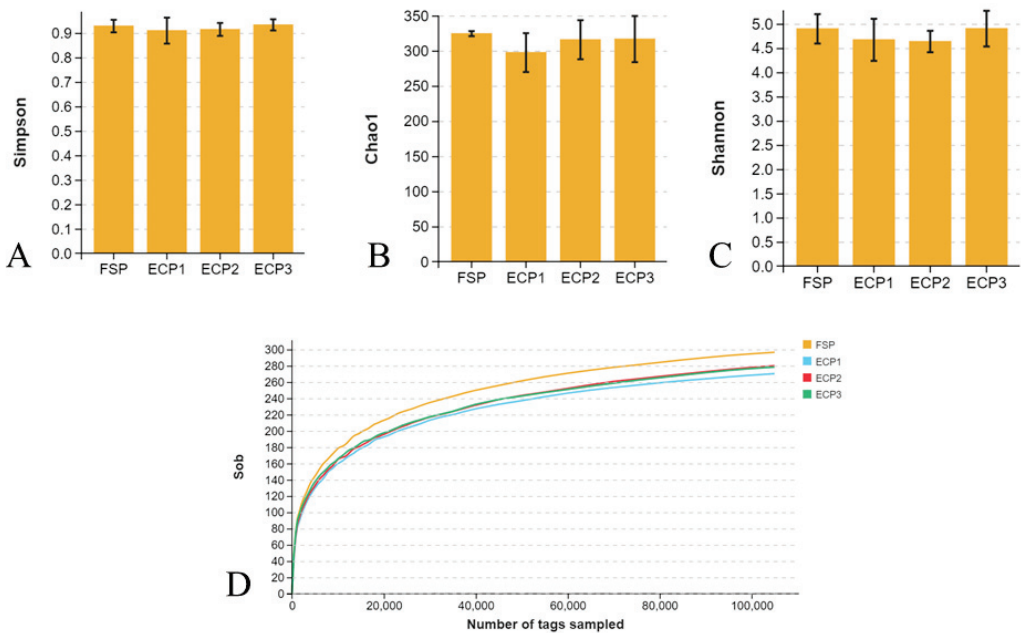 0.9
0.8
0.7
0.6
0.5
0.4
0.3
0.2
0.1
0.0
Simpson
FSP ECP1 ECP2 ECP3
A
350
300
250
200
150
100
50
0
Chao1
FSP ECP1 ECP2 ECP3
B
5.0
4.5
4.0
3.5
3.0
2.5
2.0
1.5
1.0
0.5
0.0
Shannon
FSP ECP1 ECP2 ECP3
C
300
280
260
240
220
200
180
160
140
120
100
80
60
40
20
0
Sob
0 20,000 40,000 60,000 80,000 100,000
Number of tags sampled
FSP
ECP1
ECP2
ECP3
D